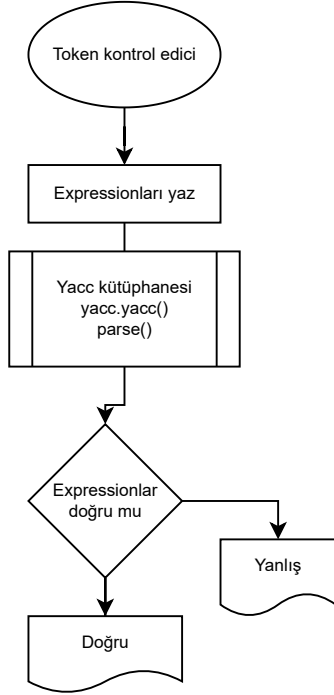 Token kontrol edici
Expressionları yaz
Yacc kütüphanesi
yacc.yacc()
parse()
Expressionlar
doğru mu
Yanlış
Doğru